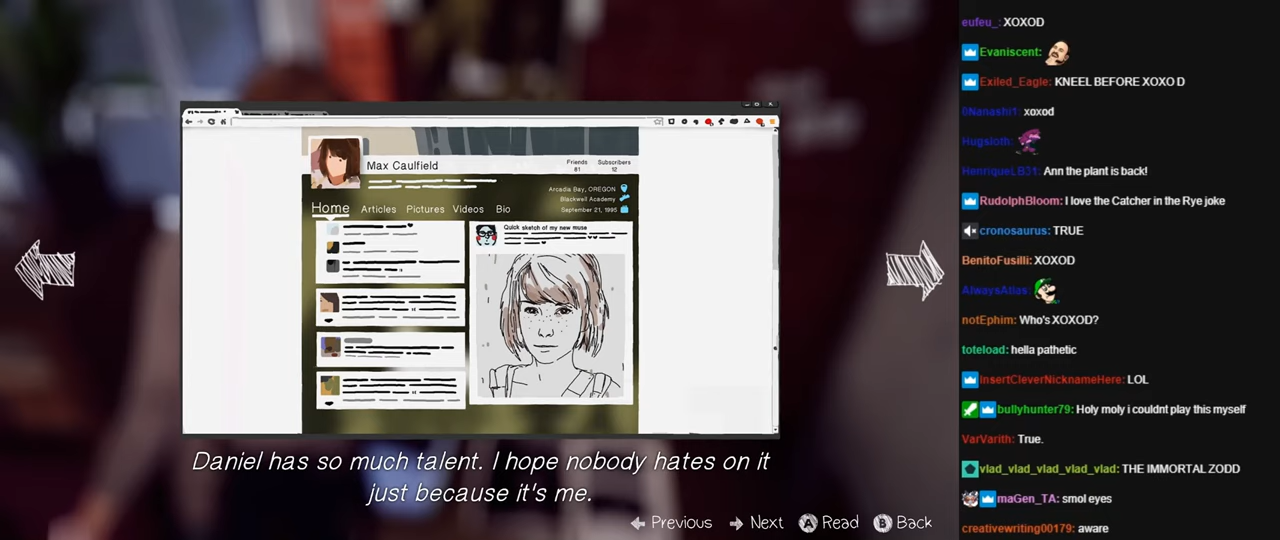 Max Caulfield
Friends
81
Subscribers
12
Arcadia Bay, OREGON
Blackwell Academy
September 21, 1995
Home Articles Pictures Videos Bio
Quick sketch of my new muse
Daniel has so much talent. I hope nobody hates on it
just because it's me.
Previous Next A Read B Back
eufeu_: XOXOD
Evaniscent:
Exiled_Eagle: KNEEL BEFORE XOXO D
0Nanashi1: xoxod
Hugsloth:
HenriqueLB31: Ann the plant is back!
RudolphBloom: I love the Catcher in the Rye joke
cronosaurus: TRUE
BenitoFusilli: XOXOD
AlwaysAtlas:
notEphim: Who's XOXOD?
toteload: hella pathetic
InsertCleverNicknameHere: LOL
bullyhunter79: Holy moly i couldnt play this myself
VarVarith: True.
vlad_vlad_vlad_vlad_vlad: THE IMMORTAL ZODD
maGen_TA: smol eyes
creativewriting00179: aware